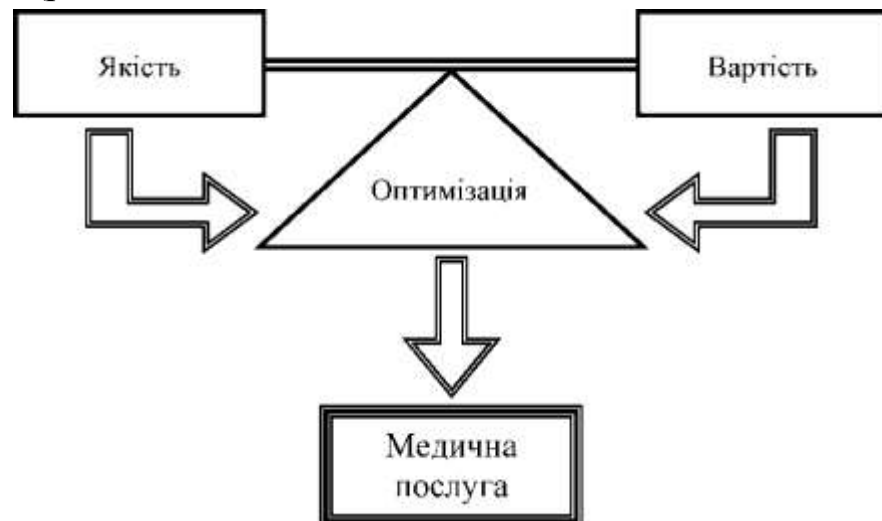 Якість
Вартість
Оптимізація
Медична
послуга